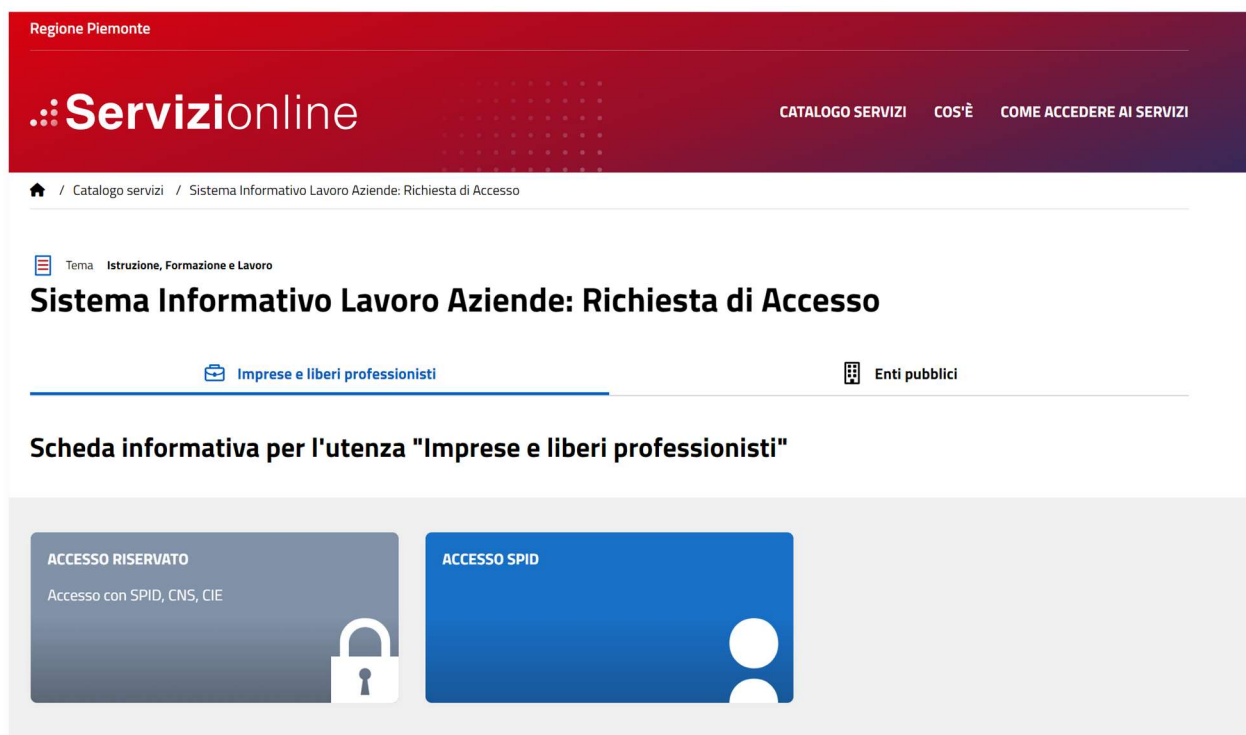 Regione Piemonte
Servizionline
CATALOGO SERVIZI COS'È COME ACCEDERE AI SERVIZI
/ Catalogo servizi / Sistema Informativo Lavoro Aziende: Richiesta di Accesso
Tema Istruzione, Formazione e Lavoro
Sistema Informativo Lavoro Aziende: Richiesta di Accesso
Imprese e liberi professionisti Enti pubblici
Scheda informativa per l'utenza "Imprese e liberi professionisti"
ACCESSO RISERVATO
Accesso con SPID, CNS, CIE
ACCESSO SPID